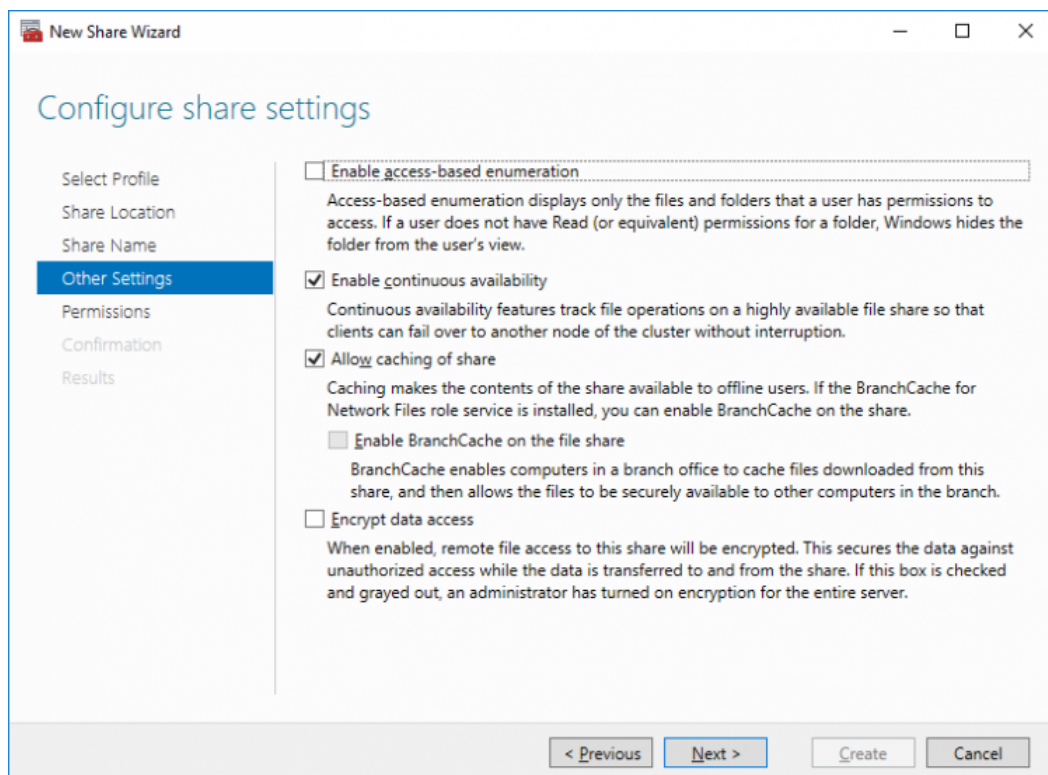 New Share Wizard
Configure share settings
Select Profile
Share Location
Share Name
Other Settings
Permissions
Confirmation
Results
Enable access-based enumeration
Access-based enumeration displays only the files and folders that a user has permissions to
access. If a user does not have Read (or equivalent) permissions for a folder, Windows hides the
folder from the user's view.
Enable continuous availability
Continuous availability features track file operations on a highly available file share so that
clients can fail over to another node of the cluster without interruption.
Allow caching of share
Caching makes the contents of the share available to offline users. If the BranchCache for
Network Files role service is installed, you can enable BranchCache on the share.
Enable BranchCache on the file share
BranchCache enables computers in a branch office to cache files downloaded from this
share, and then allows the files to be securely available to other computers in the branch.
Encrypt data access
When enabled, remote file access to this share will be encrypted. This secures the data against
unauthorized access while the data is transferred to and from the share. If this box is checked
and grayed out, an administrator has turned on encryption for the entire server.
< Previous
Next >
Create
Cancel